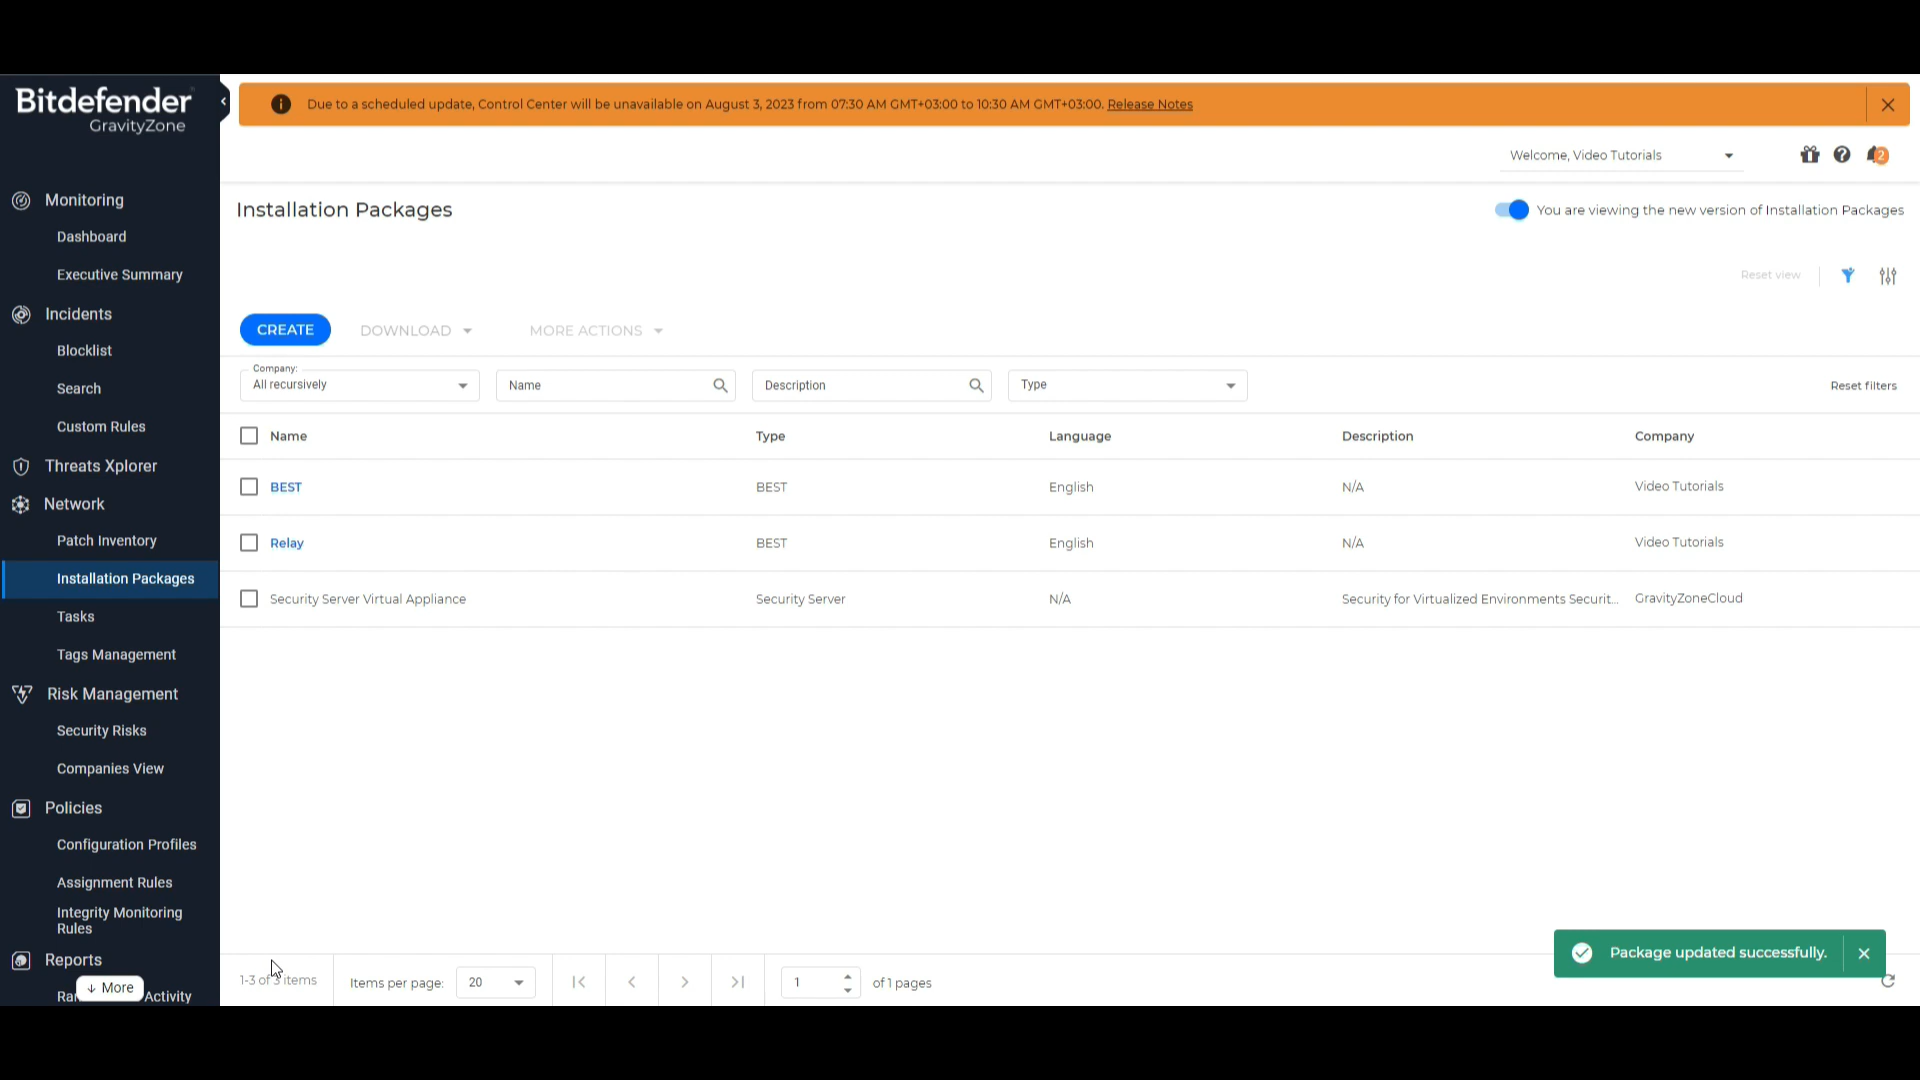 Bitdefender
GravityZone
Due to a scheduled update, Control Center will be unavailable on August 3, 2023 from 07:30 AM GMT+03:00 to 10:30 AM GMT+03:00. Release Notes
Welcome, Video Tutorials
2
Installation Packages
You are viewing the new version of Installation Packages
Reset view
CREATE
DOWNLOAD
MORE ACTIONS
Company:
All recursively
Name
Description
Type
Reset filters
Name Type Language Description Company
BEST BEST English N/A Video Tutorials
Relay BEST English N/A Video Tutorials
Security Server Virtual Appliance Security Server N/A Security for Virtualized Environments Securit... GravityZoneCloud
Monitoring
Dashboard
Executive Summary
Incidents
Blocklist
Search
Custom Rules
Threats Xplorer
Network
Patch Inventory
Installation Packages
Tasks
Tags Management
Risk Management
Security Risks
Companies View
Policies
Configuration Profiles
Assignment Rules
Integrity Monitoring
Rules
Reports
More
Activity
Package updated successfully.
1-3 of 3 items
Items per page: 20
1 of 1 pages